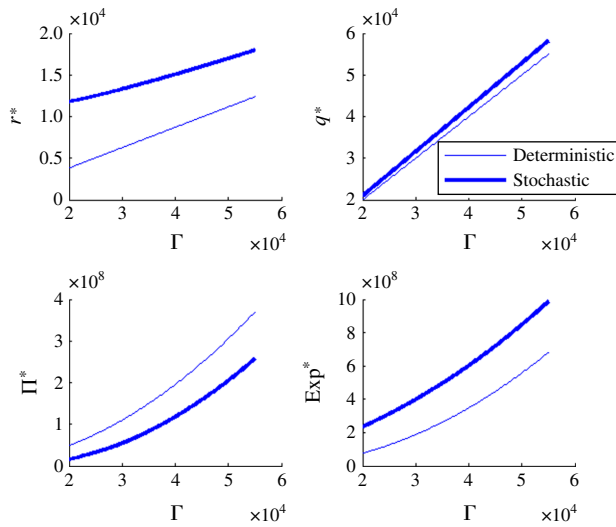 ×10⁴
2.0
1.5
1.0
0.5
0
r*
2 3 4 5 6
Γ ×10⁴
×10⁴
6
5
4
3
2
q*
Deterministic
Stochastic
2 3 4 5 6
Γ ×10⁴
×10⁸
4
3
2
1
0
Π*
2 3 4 5 6
Γ ×10⁴
×10⁸
10
8
6
4
2
0
Exp*
2 3 4 5 6
Γ ×10⁴